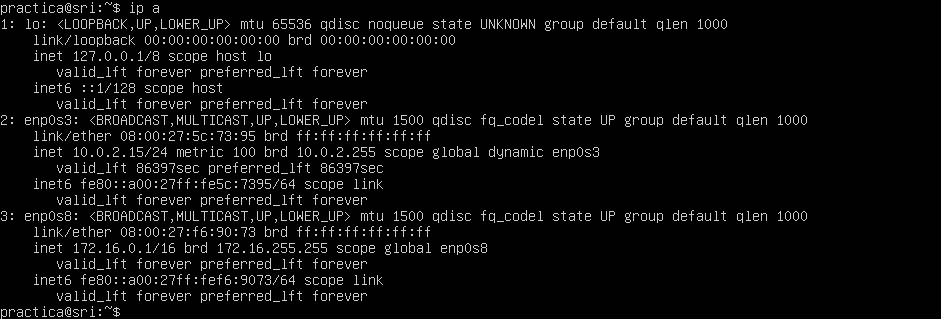 practica@sri:~$ ip a
1: lo: <LOOPBACK,UP,LOWER_UP> mtu 65536 qdisc noqueue state UNKNOWN group default qlen 1000
    link/loopback 00:00:00:00:00:00 brd 00:00:00:00:00:00
    inet 127.0.0.1/8 scope host lo
       valid_lft forever preferred_lft forever
    inet6 ::1/128 scope host
       valid_lft forever preferred_lft forever
2: enp0s3: <BROADCAST,MULTICAST,UP,LOWER_UP> mtu 1500 qdisc fq_codel state UP group default qlen 1000
    link/ether 08:00:27:5c:73:95 brd ff:ff:ff:ff:ff:ff
    inet 10.0.2.15/24 metric 100 brd 10.0.2.255 scope global dynamic enp0s3
       valid_lft 86397sec preferred_lft 86397sec
    inet6 fe80::a00:27ff:fe5c:7395/64 scope link
       valid_lft forever preferred_lft forever
3: enp0s8: <BROADCAST,MULTICAST,UP,LOWER_UP> mtu 1500 qdisc fq_codel state UP group default qlen 1000
    link/ether 08:00:27:f6:90:73 brd ff:ff:ff:ff:ff:ff
    inet 172.16.0.1/16 brd 172.16.255.255 scope global enp0s8
       valid_lft forever preferred_lft forever
    inet6 fe80::a00:27ff:fef6:9073/64 scope link
       valid_lft forever preferred_lft forever
practica@sri:~$